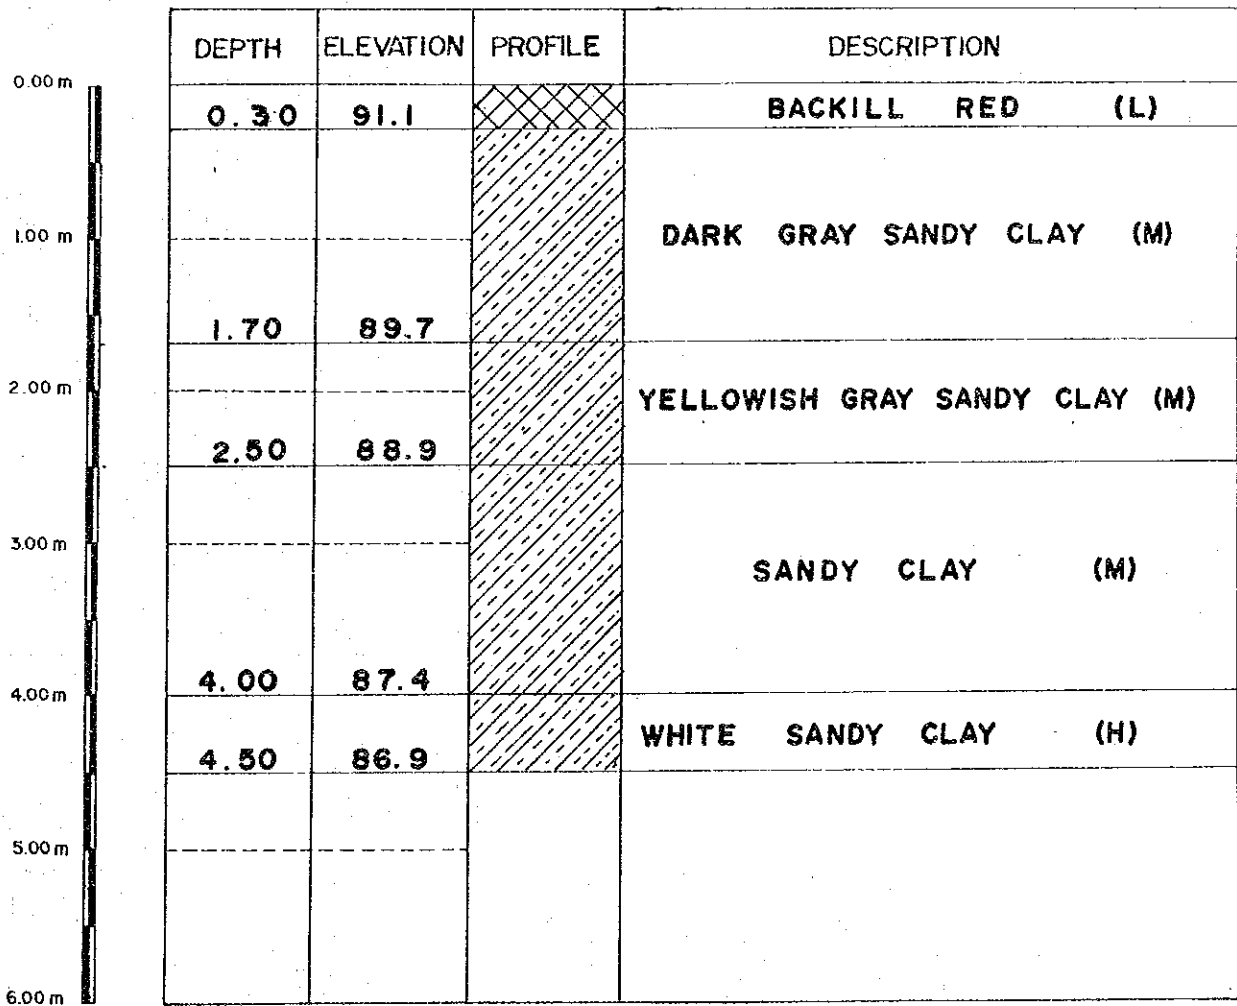 DEPTH ELEVATION PROFILE DESCRIPTION
0.00 m
0.30 91.1 BACKILL RED (L)
1.00 m DARK GRAY SANDY CLAY (M)
1.70 89.7
2.00 m YELLOWISH GRAY SANDY CLAY (M)
2.50 88.9
3.00 m
SANDY CLAY (M)
4.00 87.4
4.00 m
WHITE SANDY CLAY (H)
4.50 86.9
5.00 m
6.00 m